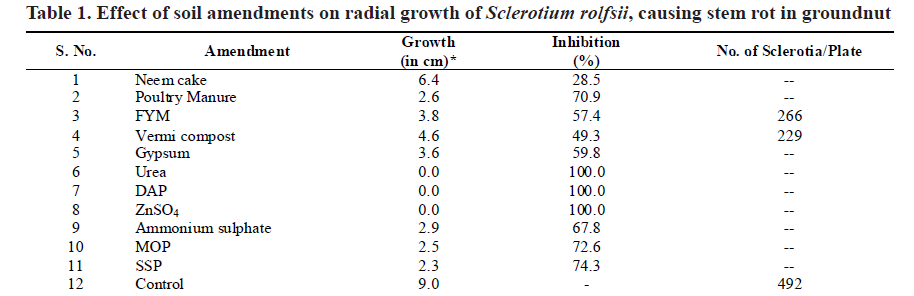 Table 1. Effect of soil amendments on radial growth of Sclerotium rolfsii, causing stem rot in groundnut
S. No. Amendment Growth (in cm)* Inhibition (%) No. of Sclerotia/Plate
1 Neem cake 6.4 28.5 --
2 Poultry Manure 2.6 70.9 --
3 FYM 3.8 57.4 266
4 Vermi compost 4.6 49.3 229
5 Gypsum 3.6 59.8 --
6 Urea 0.0 100.0 --
7 DAP 0.0 100.0 --
8 ZnSO₄ 0.0 100.0 --
9 Ammonium sulphate 2.9 67.8 --
10 MOP 2.5 72.6 --
11 SSP 2.3 74.3 --
12 Control 9.0 - 492